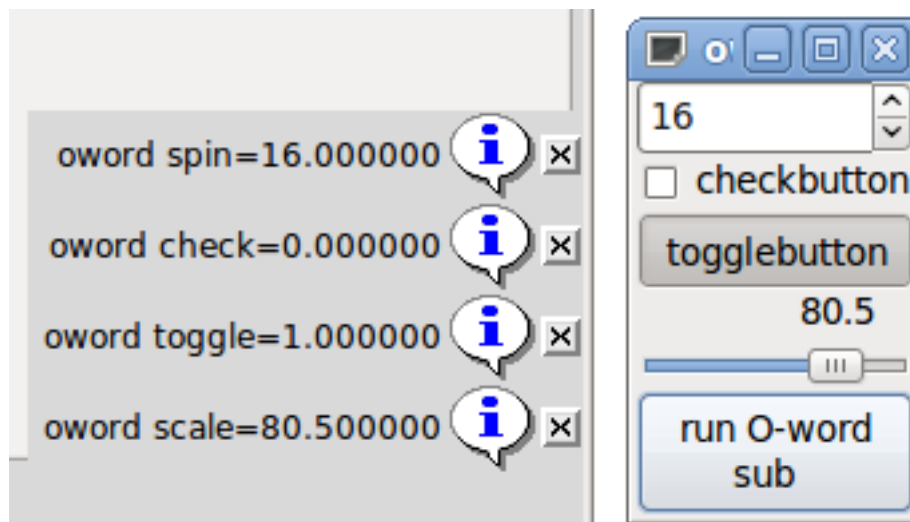 oword spin=16.000000
oword check=0.000000
oword toggle=1.000000
oword scale=80.500000
16
checkbutton
togglebutton
80.5
run O-word
sub